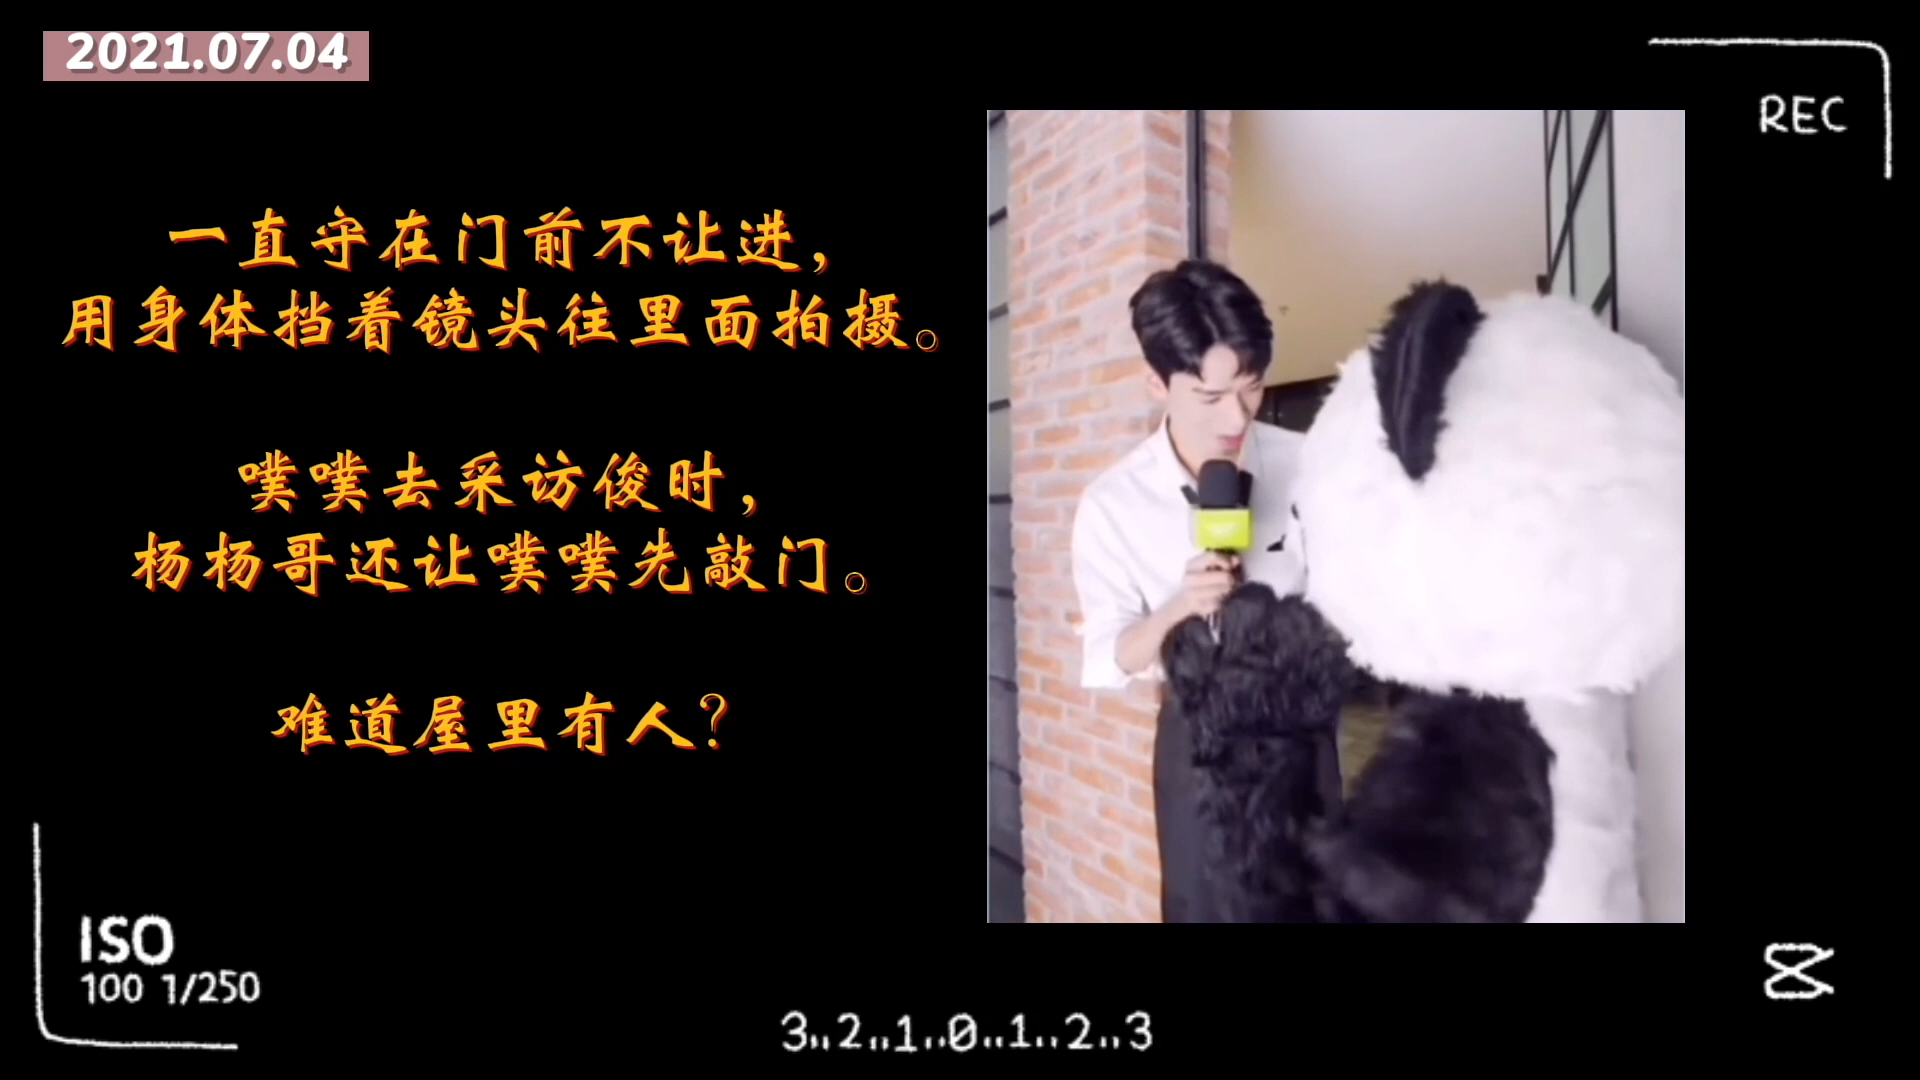 2021.07.04
REC
一直守在门前不让进，
用身体挡着镜头往里面拍摄。
噗噗去采访俊时，
杨杨哥还让噗噗先敲门。
难道屋里有人？
ISO
100 1/250
3..2..1..0..1..2..3